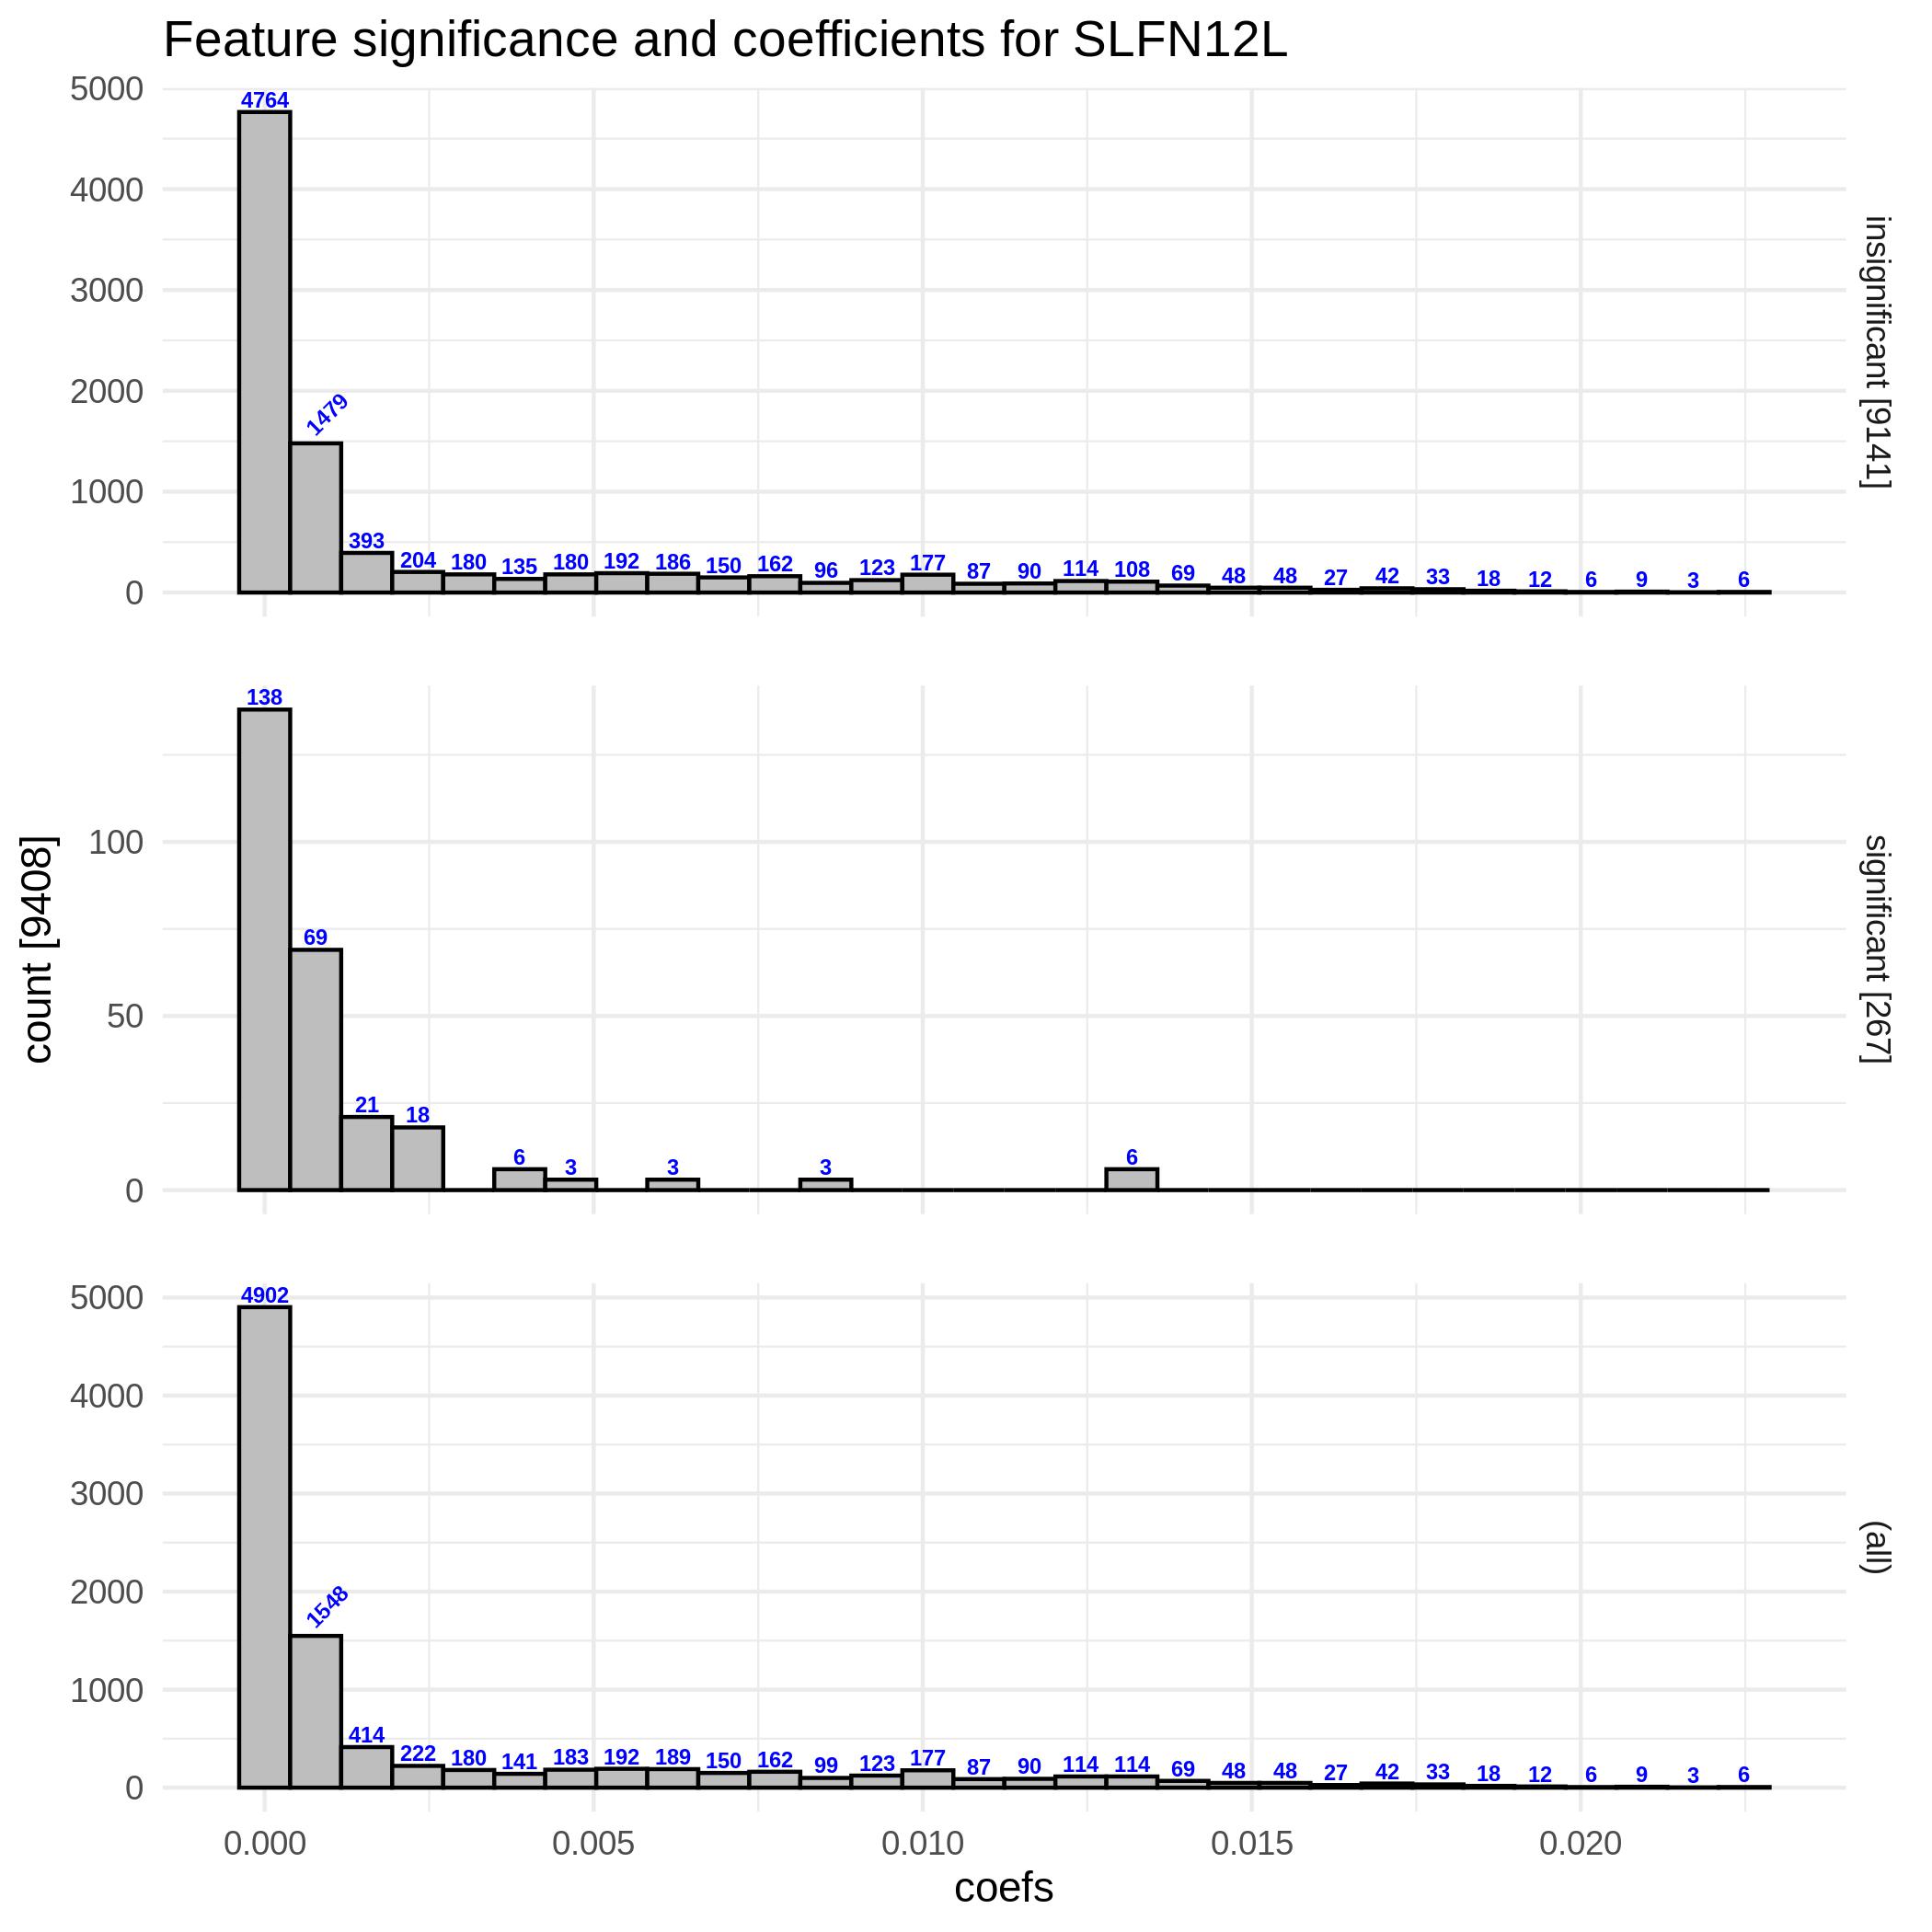 Feature significance and coefficients for SLFN12L
5000
4000
3000
2000
1000
0
4764
1479
393 204 180 135 180 192 186 150 162 96 123 177 87 90 114 108 69 48 48 27 42 33 18 12 6 9 3 6
insignificant [9141]
count [9408]
100
50
0
138
69
21 18 6 3 3 3 6
significant [267]
5000
4000
3000
2000
1000
0
4902
1548
414 222 180 141 183 192 189 150 162 99 123 177 87 90 114 114 69 48 48 27 42 33 18 12 6 9 3 6
(all)
0.000 0.005 0.010 0.015 0.020
coefs